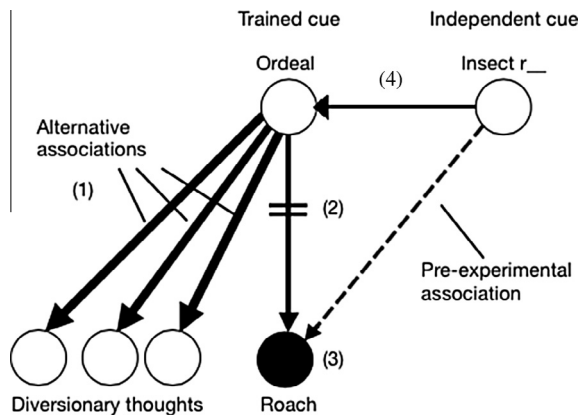 Trained cue
Independent cue
Ordeal
Insect r__
(4)
Alternative
associations
(1)
(2)
Pre-experimental
association
(3)
Diversionary thoughts
Roach